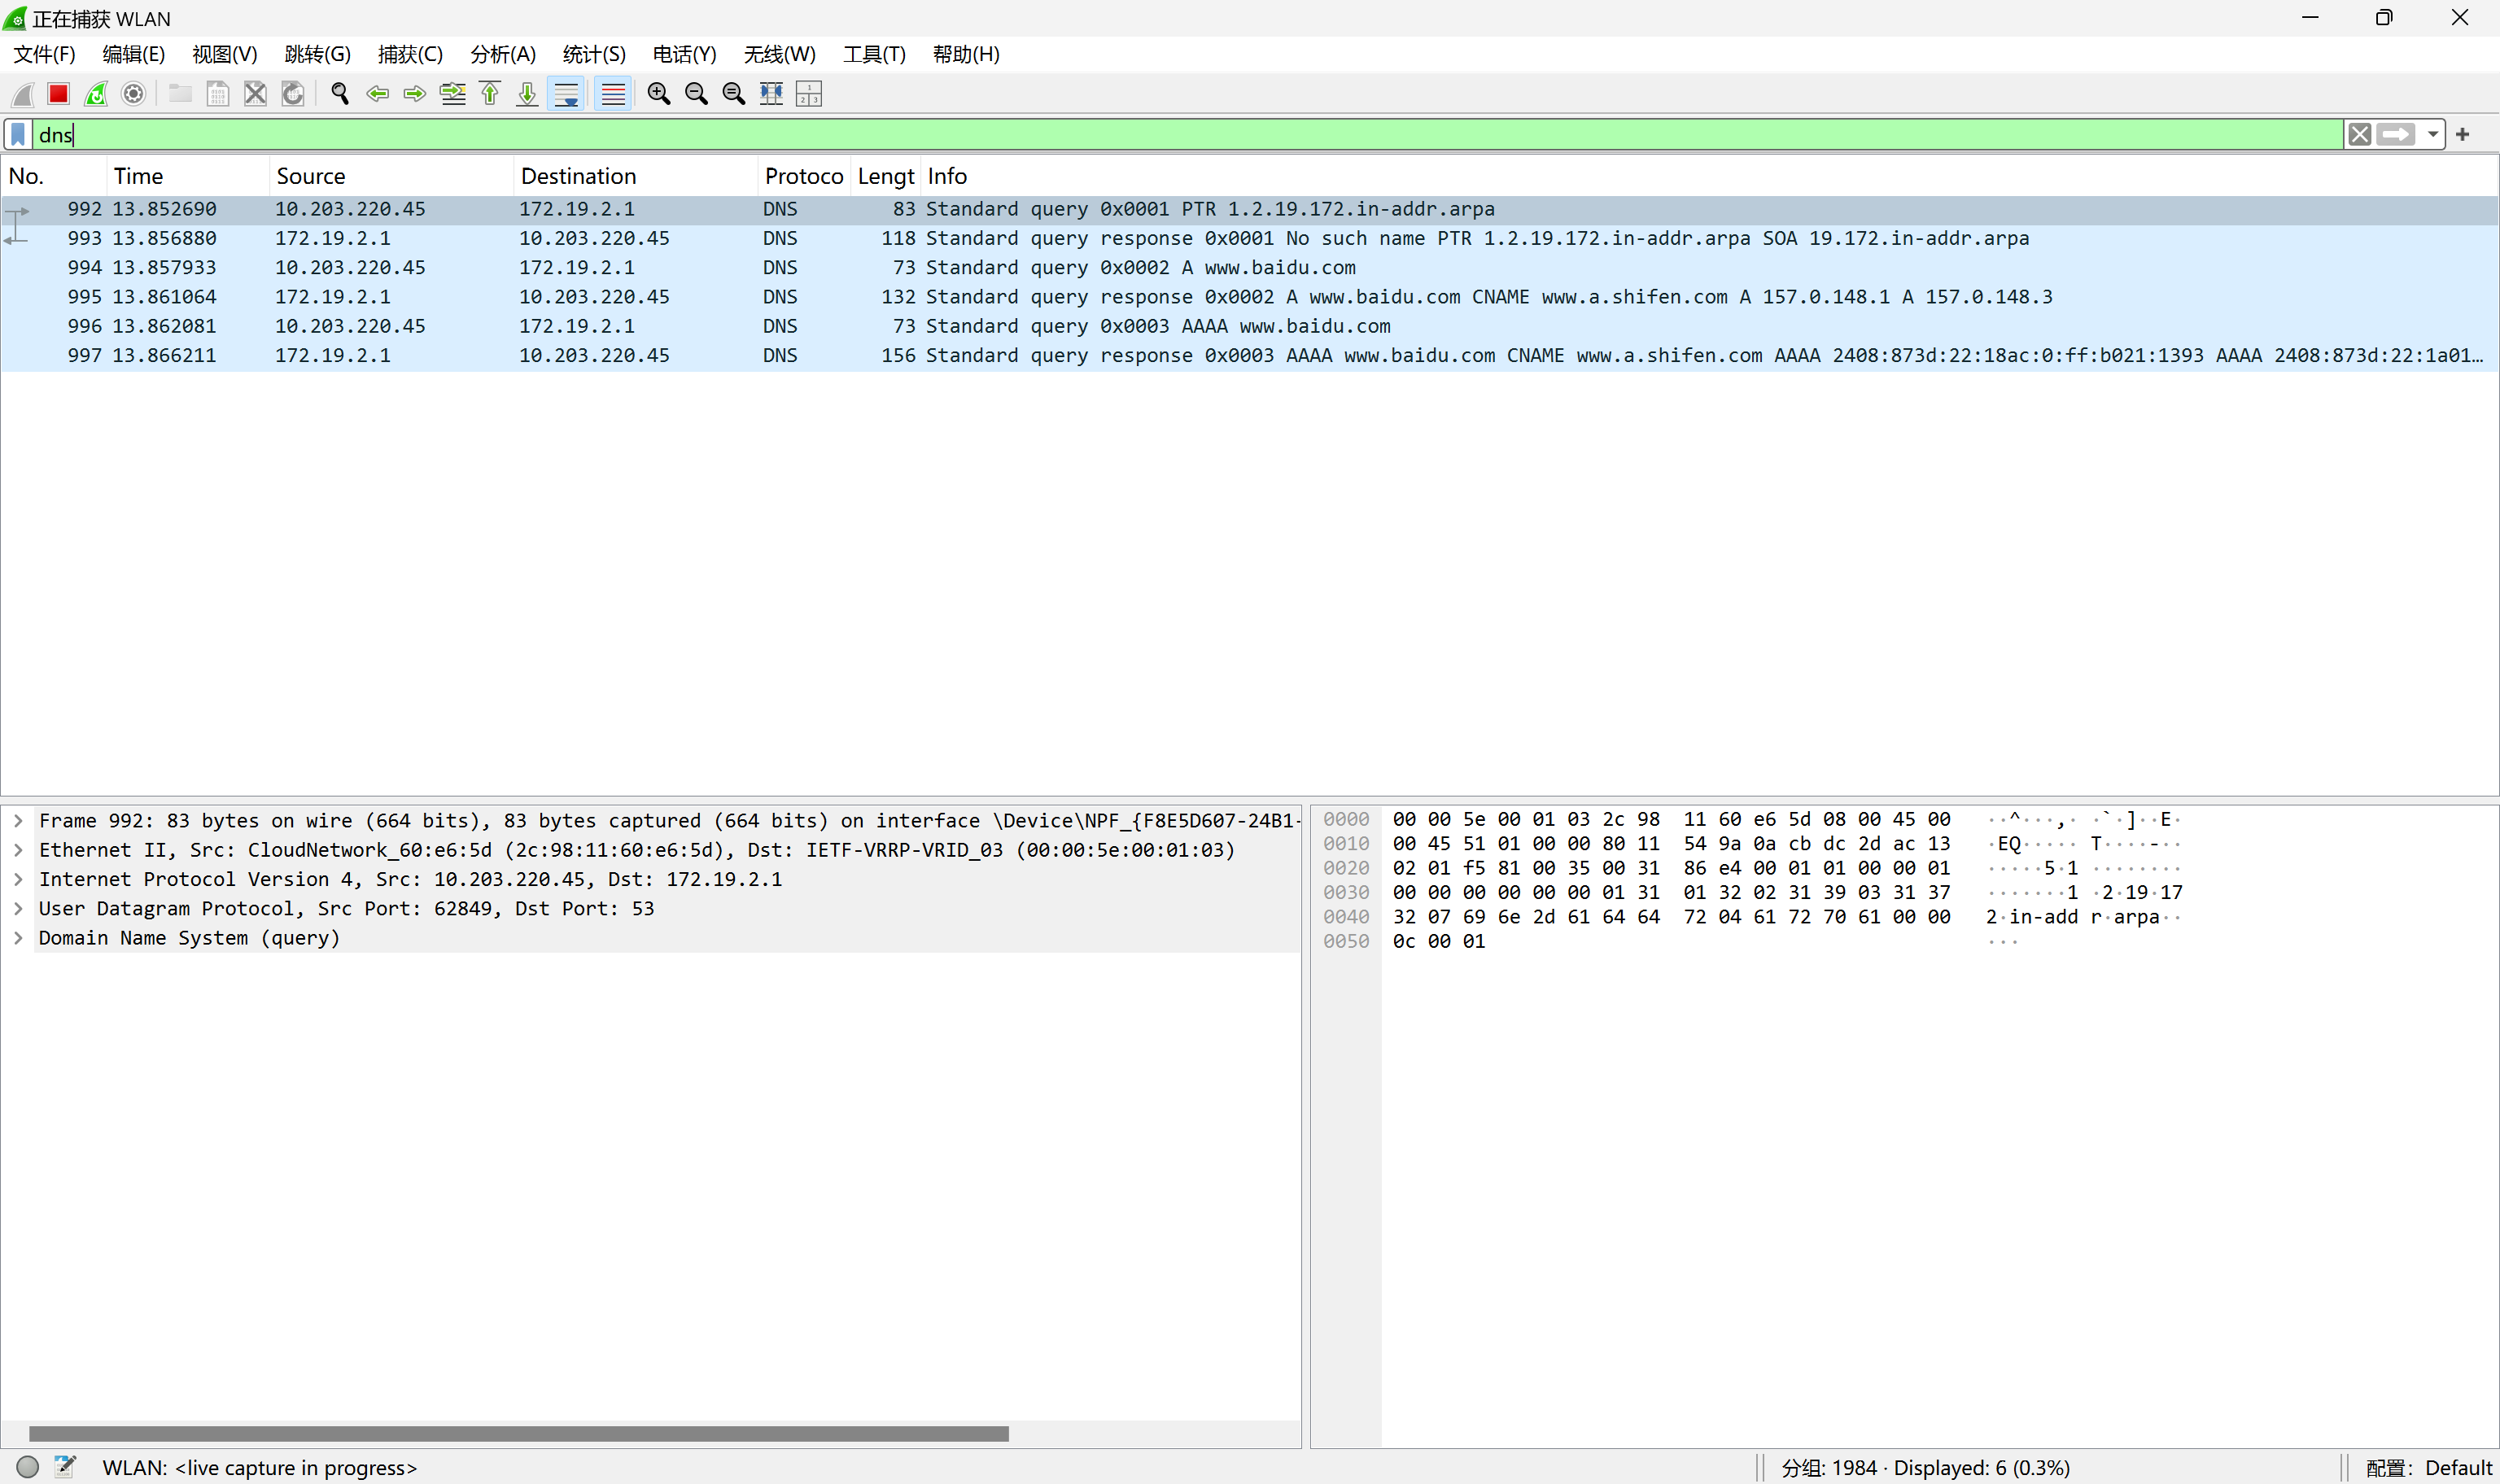 正在捕获 WLAN
文件(F) 编辑(E) 视图(V) 跳转(G) 捕获(C) 分析(A) 统计(S) 电话(Y) 无线(W) 工具(T) 帮助(H)
dns
No. Time Source Destination Protoco Lengt Info
992 13.852690 10.203.220.45 172.19.2.1 DNS 83 Standard query 0x0001 PTR 1.2.19.172.in-addr.arpa
993 13.856880 172.19.2.1 10.203.220.45 DNS 118 Standard query response 0x0001 No such name PTR 1.2.19.172.in-addr.arpa SOA 19.172.in-addr.arpa
994 13.857933 10.203.220.45 172.19.2.1 DNS 73 Standard query 0x0002 A www.baidu.com
995 13.861064 172.19.2.1 10.203.220.45 DNS 132 Standard query response 0x0002 A www.baidu.com CNAME www.a.shifen.com A 157.0.148.1 A 157.0.148.3
996 13.862081 10.203.220.45 172.19.2.1 DNS 73 Standard query 0x0003 AAAA www.baidu.com
997 13.866211 172.19.2.1 10.203.220.45 DNS 156 Standard query response 0x0003 AAAA www.baidu.com CNAME www.a.shifen.com AAAA 2408:873d:22:18ac:0:ff:b021:1393 AAAA 2408:873d:22:1a01…
Frame 992: 83 bytes on wire (664 bits), 83 bytes captured (664 bits) on interface \Device\NPF_{F8E5D607-24B1-
Ethernet II, Src: CloudNetwork_60:e6:5d (2c:98:11:60:e6:5d), Dst: IETF-VRRP-VRID_03 (00:00:5e:00:01:03)
Internet Protocol Version 4, Src: 10.203.220.45, Dst: 172.19.2.1
User Datagram Protocol, Src Port: 62849, Dst Port: 53
Domain Name System (query)
0000 00 00 5e 00 01 03 2c 98 11 60 e6 5d 08 00 45 00 ··^···,· ·`·]··E·
0010 00 45 51 01 00 00 80 11 54 9a 0a cb dc 2d ac 13 ·EQ····· T····-··
0020 02 01 f5 81 00 35 00 31 86 e4 00 01 01 00 00 01 ·····5·1 ········
0030 00 00 00 00 00 00 01 31 01 32 02 31 39 03 31 37 ·······1 ·2·19·17
0040 32 07 69 6e 2d 61 64 64 72 04 61 72 70 61 00 00 2·in-add r·arpa··
0050 0c 00 01 ···
WLAN: <live capture in progress> 分组: 1984 · Displayed: 6 (0.3%) 配置: Default